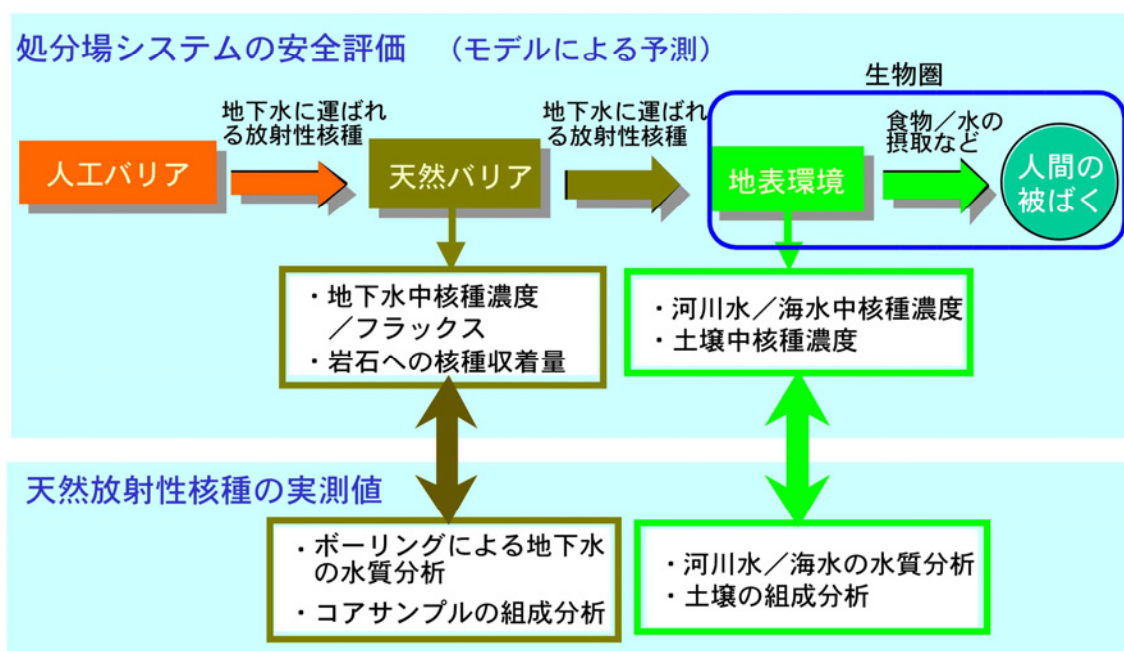 処分場システムの安全評価 (モデルによる予測)
生物圏
地下水に運ばれ
る放射性核種
地下水に運ばれ
る放射性核種
食物／水の
摂取など
人工バリア
天然バリア
地表環境
人間の
被ばく
・地下水中核種濃度
／フラックス
・岩石への核種収着量
・河川水／海水中核種濃度
・土壌中核種濃度
天然放射性核種の実測値
・ボーリングによる地下水
の水質分析
・コアサンプルの組成分析
・河川水／海水の水質分析
・土壌の組成分析